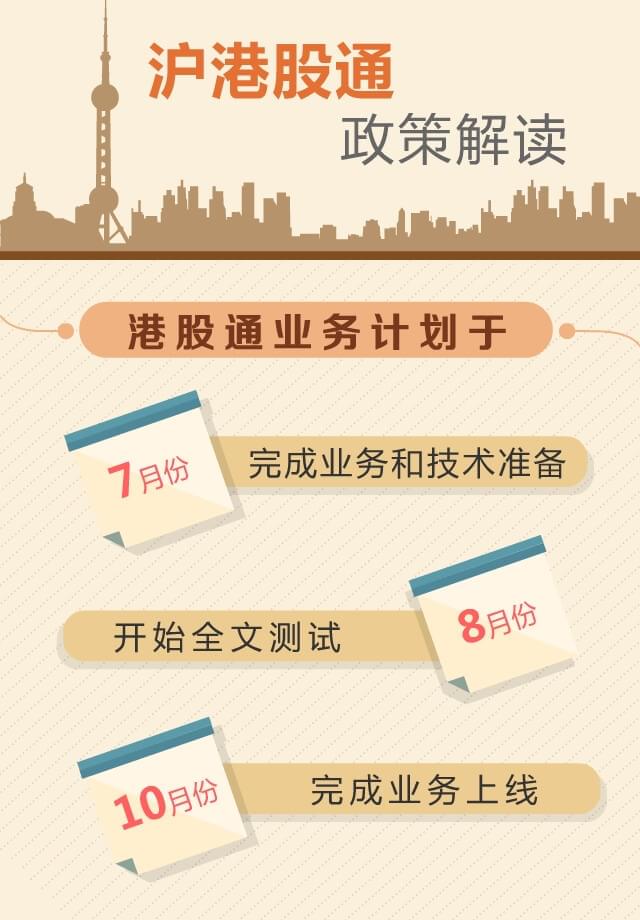 沪港股通
政策解读
港股通业务计划于
7月份
完成业务和技术准备
开始全文测试
8月份
10月份
完成业务上线